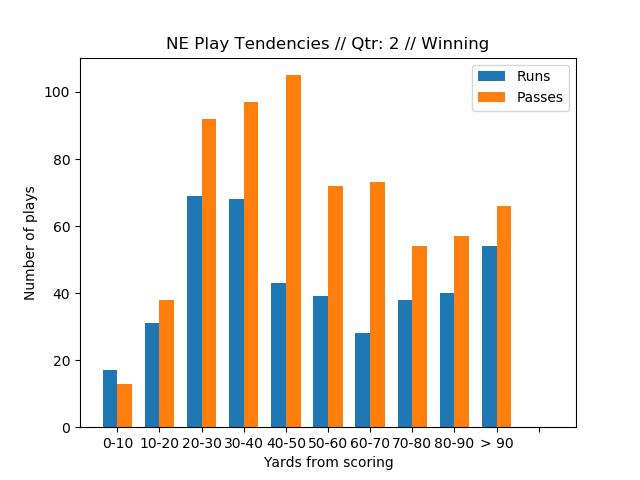 NE Play Tendencies // Qtr: 2 // Winning
Runs
Passes
Number of plays
100
80
60
40
20
0
0-10 10-20 20-30 30-40 40-50 50-60 60-70 70-80 80-90 > 90
Yards from scoring